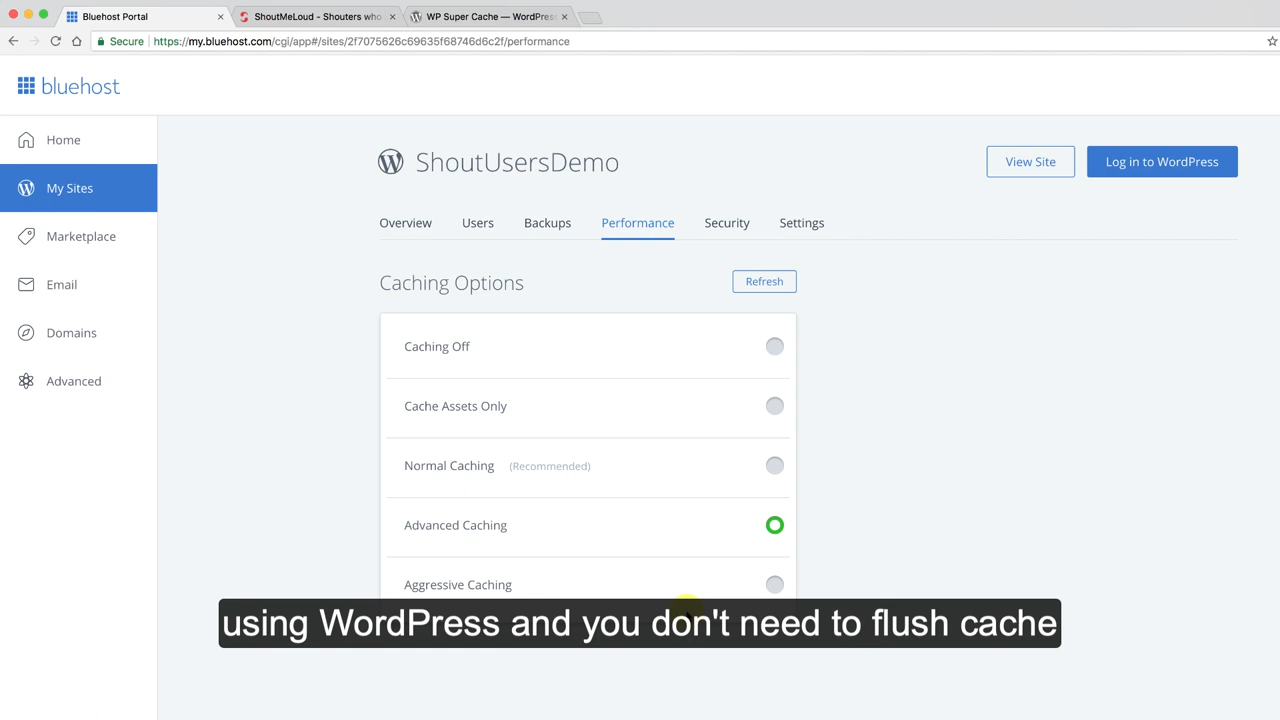 Bluehost Portal
ShoutMeLoud - Shouters who
WP Super Cache — WordPress
Secure https://my.bluehost.com/cgi/app#/sites/2f7075626c69635f68746d6c2f/performance
bluehost
Home
My Sites
Marketplace
Email
Domains
Advanced
ShoutUsersDemo
View Site
Log in to WordPress
Overview
Users
Backups
Performance
Security
Settings
Caching Options
Refresh
Caching Off
Cache Assets Only
Normal Caching (Recommended)
Advanced Caching
Aggressive Caching
using WordPress and you don't need to flush cache